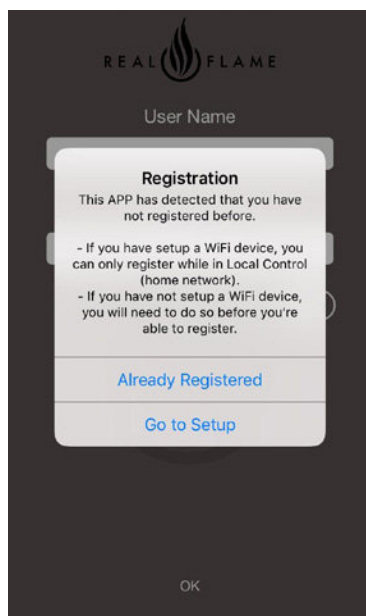 REAL FLAME
User Name
Registration
This APP has detected that you have
not registered before.
- If you have setup a WiFi device, you
can only register while in Local Control
(home network).
- If you have not setup a WiFi device,
you will need to do so before you're
able to register.
Already Registered
Go to Setup
OK